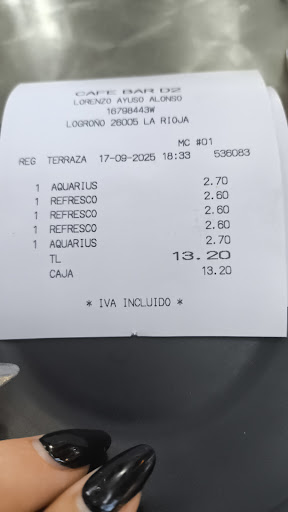 CAFE BAR D2
LORENZO AYUSO ALONSO
16798443W
LOGROÑO 26005 LA RIOJA
MC #01
REG TERRAZA 17-09-2025 18:33 536083
1 AQUARIUS 2.70
1 REFRESCO 2.60
1 REFRESCO 2.60
1 REFRESCO 2.60
1 AQUARIUS 2.70
TL 13.20
CAJA 13.20
* IVA INCLUIDO *